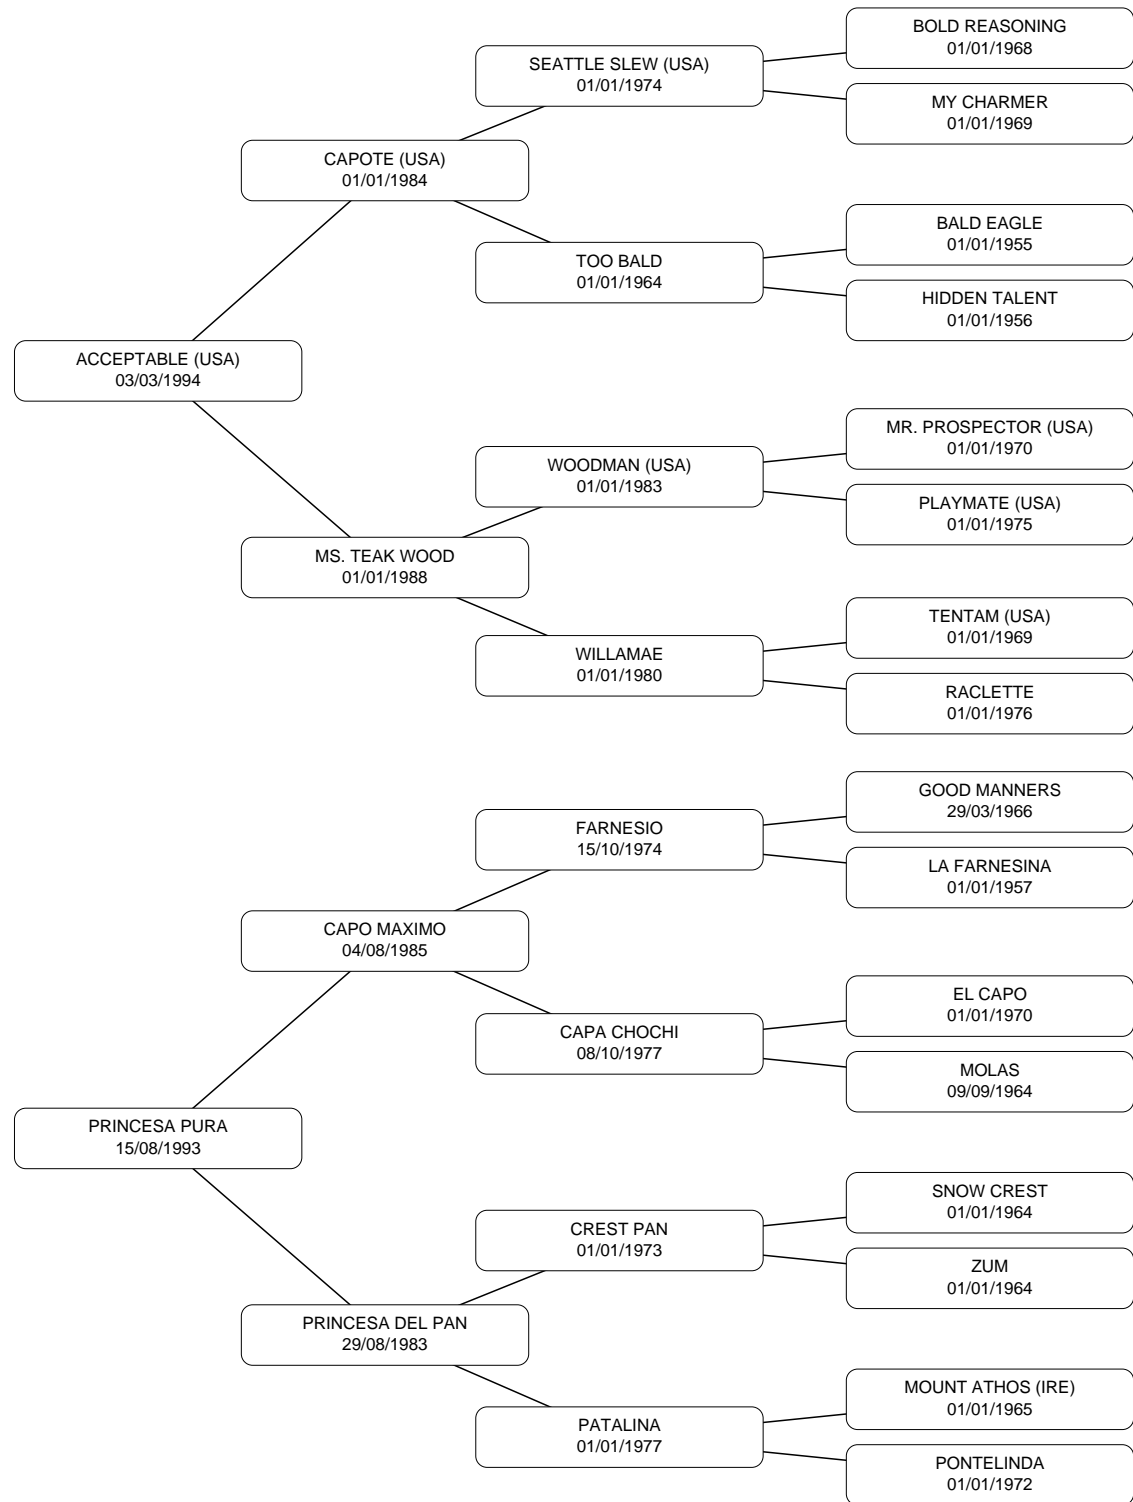 BOLD REASONING
01/01/1968
SEATTLE SLEW (USA)
01/01/1974
MY CHARMER
01/01/1969
CAPOTE (USA)
01/01/1984
BALD EAGLE
01/01/1955
TOO BALD
01/01/1964
HIDDEN TALENT
01/01/1956
ACCEPTABLE (USA)
03/03/1994
MR. PROSPECTOR (USA)
01/01/1970
WOODMAN (USA)
01/01/1983
PLAYMATE (USA)
01/01/1975
MS. TEAK WOOD
01/01/1988
TENTAM (USA)
01/01/1969
WILLAMAE
01/01/1980
RACLETTE
01/01/1976
GOOD MANNERS
29/03/1966
FARNESIO
15/10/1974
LA FARNESINA
01/01/1957
CAPO MAXIMO
04/08/1985
EL CAPO
01/01/1970
CAPA CHOCHI
08/10/1977
MOLAS
09/09/1964
PRINCESA PURA
15/08/1993
SNOW CREST
01/01/1964
CREST PAN
01/01/1973
ZUM
01/01/1964
PRINCESA DEL PAN
29/08/1983
MOUNT ATHOS (IRE)
01/01/1965
PATALINA
01/01/1977
PONTELINDA
01/01/1972